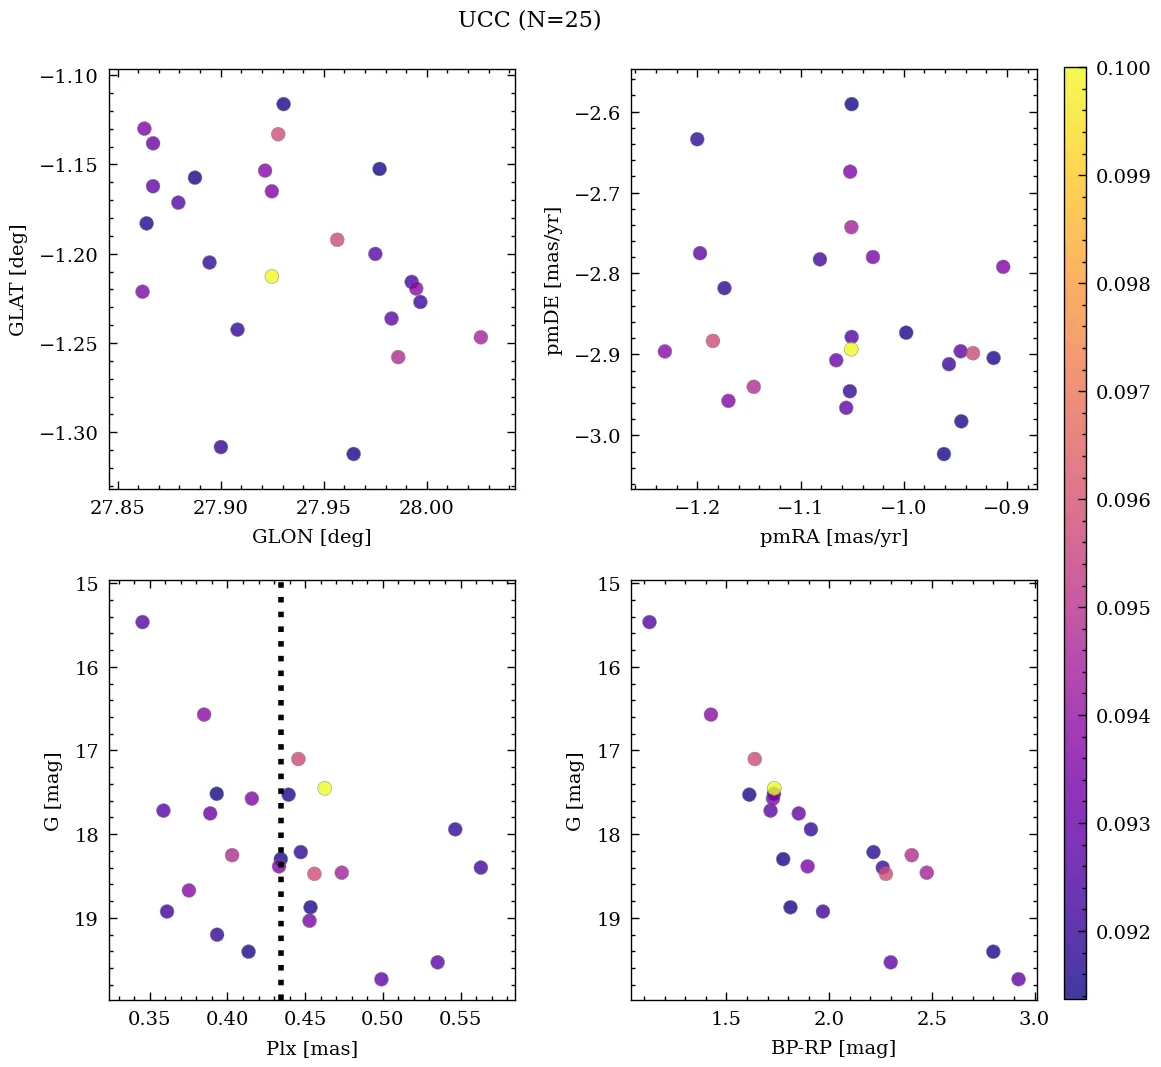 UCC (N=25)
−1.10
−1.15
−1.20
−1.25
−1.30
GLAT [deg]
27.85 27.90 27.95 28.00
GLON [deg]
−2.6
−2.7
−2.8
−2.9
−3.0
pmDE [mas/yr]
−1.2 −1.1 −1.0 −0.9
pmRA [mas/yr]
15
16
17
18
19
G [mag]
0.35 0.40 0.45 0.50 0.55
Plx [mas]
15
16
17
18
19
G [mag]
1.5 2.0 2.5 3.0
BP-RP [mag]
0.100
0.099
0.098
0.097
0.096
0.095
0.094
0.093
0.092